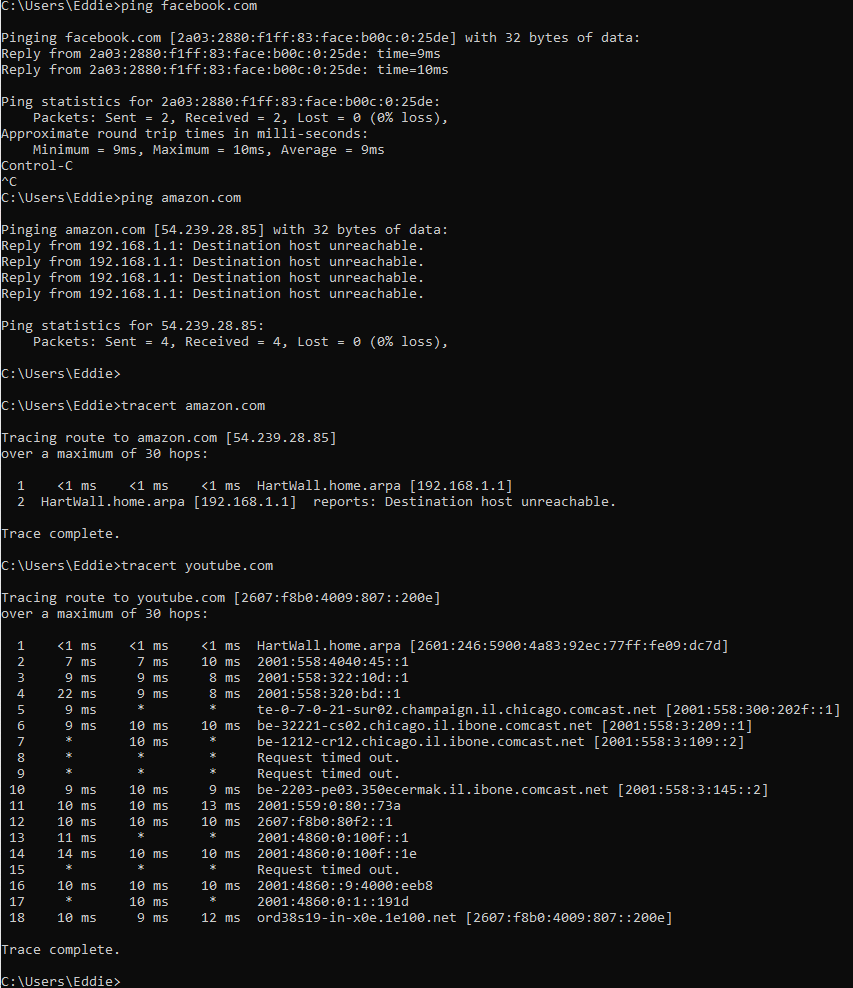 C:\Users\Eddie>ping facebook.com
Pinging facebook.com [2a03:2880:f1ff:83:face:b00c:0:25de] with 32 bytes of data:
Reply from 2a03:2880:f1ff:83:face:b00c:0:25de: time=9ms
Reply from 2a03:2880:f1ff:83:face:b00c:0:25de: time=10ms
Ping statistics for 2a03:2880:f1ff:83:face:b00c:0:25de:
    Packets: Sent = 2, Received = 2, Lost = 0 (0% loss),
Approximate round trip times in milli-seconds:
    Minimum = 9ms, Maximum = 10ms, Average = 9ms
Control-C
^C
C:\Users\Eddie>ping amazon.com
Pinging amazon.com [54.239.28.85] with 32 bytes of data:
Reply from 192.168.1.1: Destination host unreachable.
Reply from 192.168.1.1: Destination host unreachable.
Reply from 192.168.1.1: Destination host unreachable.
Reply from 192.168.1.1: Destination host unreachable.
Ping statistics for 54.239.28.85:
    Packets: Sent = 4, Received = 4, Lost = 0 (0% loss),
C:\Users\Eddie>
C:\Users\Eddie>tracert amazon.com
Tracing route to amazon.com [54.239.28.85]
over a maximum of 30 hops:
  1    <1 ms    <1 ms    <1 ms  HartWall.home.arpa [192.168.1.1]
  2  HartWall.home.arpa [192.168.1.1]  reports: Destination host unreachable.
Trace complete.
C:\Users\Eddie>tracert youtube.com
Tracing route to youtube.com [2607:f8b0:4009:807::200e]
over a maximum of 30 hops:
  1    <1 ms    <1 ms    <1 ms  HartWall.home.arpa [2601:246:5900:4a83:92ec:77ff:fe09:dc7d]
  2     7 ms     7 ms    10 ms  2001:558:4040:45::1
  3     9 ms     9 ms     8 ms  2001:558:322:10d::1
  4    22 ms     9 ms     8 ms  2001:558:320:bd::1
  5     9 ms     *        *     te-0-7-0-21-sur02.champaign.il.chicago.comcast.net [2001:558:300:202f::1]
  6     9 ms    10 ms    10 ms  be-32221-cs02.chicago.il.ibone.comcast.net [2001:558:3:209::1]
  7     *       10 ms     *     be-1212-cr12.chicago.il.ibone.comcast.net [2001:558:3:109::2]
  8     *        *        *     Request timed out.
  9     *        *        *     Request timed out.
 10     9 ms    10 ms     9 ms  be-2203-pe03.350ecermak.il.ibone.comcast.net [2001:558:3:145::2]
 11    10 ms    10 ms    13 ms  2001:559:0:80::73a
 12    10 ms    10 ms    10 ms  2607:f8b0:80f2::1
 13    11 ms     *        *     2001:4860:0:100f::1
 14    14 ms    10 ms    10 ms  2001:4860:0:100f::1e
 15     *        *        *     Request timed out.
 16    10 ms    10 ms    10 ms  2001:4860::9:4000:eeb8
 17     *       10 ms     *     2001:4860:0:1::191d
 18    10 ms     9 ms    12 ms  ord38s19-in-x0e.1e100.net [2607:f8b0:4009:807::200e]
Trace complete.
C:\Users\Eddie>